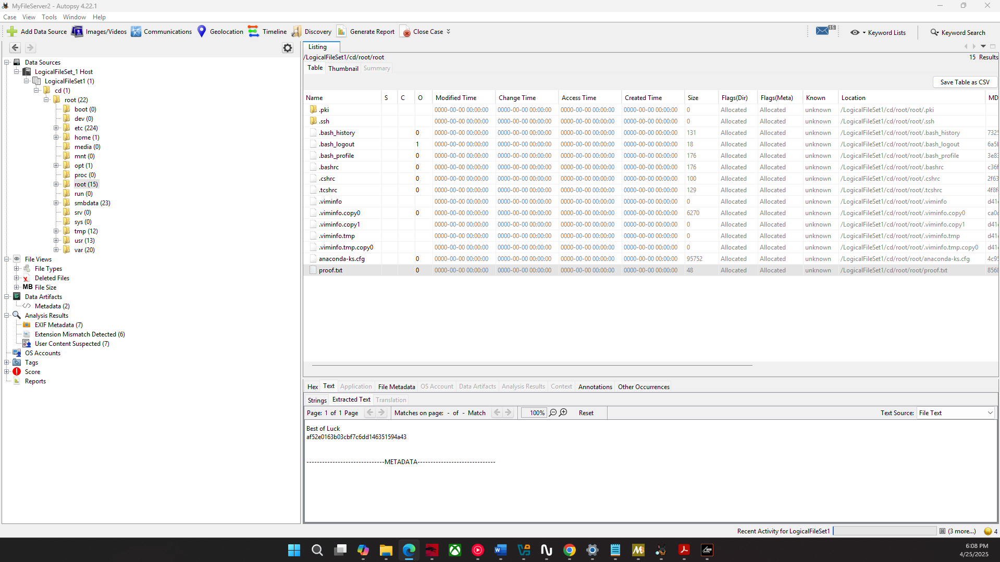 MyFileServer2 - Autopsy 4.22.1
Case View Tools Window Help
Add Data Source Images/Videos Communications Geolocation Timeline Discovery Generate Report Close Case 15 Keyword Lists Keyword Search
Data Sources
LogicalFileSet_1 Host
LogicalFileSet1 (1)
cd (1)
root (22)
boot (0)
dev (0)
etc (224)
home (1)
media (0)
mnt (0)
opt (1)
proc (0)
root (15)
run (0)
smbdata (23)
srv (0)
sys (0)
tmp (12)
usr (13)
var (20)
File Views
File Types
Deleted Files
MB File Size
Data Artifacts
Metadata (2)
Analysis Results
EXIF Metadata (7)
Extension Mismatch Detected (6)
User Content Suspected (7)
OS Accounts
Tags
Score
Reports
Listing
/LogicalFileSet1/cd/root/root 15 Results
Table Thumbnail Summary
Save Table as CSV
Name S C O Modified Time Change Time Access Time Created Time Size Flags(Dir) Flags(Meta) Known Location MD
.pki 0000-00-00 00:00:00 0000-00-00 00:00:00 0000-00-00 00:00:00 0000-00-00 00:00:00 0 Allocated Allocated unknown /LogicalFileSet1/cd/root/root/.pki
.ssh 0000-00-00 00:00:00 0000-00-00 00:00:00 0000-00-00 00:00:00 0000-00-00 00:00:00 0 Allocated Allocated unknown /LogicalFileSet1/cd/root/root/.ssh
.bash_history 0 0000-00-00 00:00:00 0000-00-00 00:00:00 0000-00-00 00:00:00 0000-00-00 00:00:00 131 Allocated Allocated unknown /LogicalFileSet1/cd/root/root/.bash_history 7325
.bash_logout 1 0000-00-00 00:00:00 0000-00-00 00:00:00 0000-00-00 00:00:00 0000-00-00 00:00:00 18 Allocated Allocated unknown /LogicalFileSet1/cd/root/root/.bash_logout 6a5b
.bash_profile 0 0000-00-00 00:00:00 0000-00-00 00:00:00 0000-00-00 00:00:00 0000-00-00 00:00:00 176 Allocated Allocated unknown /LogicalFileSet1/cd/root/root/.bash_profile 3e83
.bashrc 0 0000-00-00 00:00:00 0000-00-00 00:00:00 0000-00-00 00:00:00 0000-00-00 00:00:00 176 Allocated Allocated unknown /LogicalFileSet1/cd/root/root/.bashrc c36f
.cshrc 0 0000-00-00 00:00:00 0000-00-00 00:00:00 0000-00-00 00:00:00 0000-00-00 00:00:00 100 Allocated Allocated unknown /LogicalFileSet1/cd/root/root/.cshrc 2f63
.tcshrc 0 0000-00-00 00:00:00 0000-00-00 00:00:00 0000-00-00 00:00:00 0000-00-00 00:00:00 129 Allocated Allocated unknown /LogicalFileSet1/cd/root/root/.tcshrc 4f8f
.viminfo 0000-00-00 00:00:00 0000-00-00 00:00:00 0000-00-00 00:00:00 0000-00-00 00:00:00 0 Allocated Allocated unknown /LogicalFileSet1/cd/root/root/.viminfo d41
.viminfo.copy0 0 0000-00-00 00:00:00 0000-00-00 00:00:00 0000-00-00 00:00:00 0000-00-00 00:00:00 6270 Allocated Allocated unknown /LogicalFileSet1/cd/root/root/.viminfo.copy0 ca0
.viminfo.copy1 0000-00-00 00:00:00 0000-00-00 00:00:00 0000-00-00 00:00:00 0000-00-00 00:00:00 0 Allocated Allocated unknown /LogicalFileSet1/cd/root/root/.viminfo.copy1 d41
.viminfo.tmp 0000-00-00 00:00:00 0000-00-00 00:00:00 0000-00-00 00:00:00 0000-00-00 00:00:00 0 Allocated Allocated unknown /LogicalFileSet1/cd/root/root/.viminfo.tmp d41
.viminfo.tmp.copy0 0000-00-00 00:00:00 0000-00-00 00:00:00 0000-00-00 00:00:00 0000-00-00 00:00:00 0 Allocated Allocated unknown /LogicalFileSet1/cd/root/root/.viminfo.tmp.copy0 d41
anaconda-ks.cfg 0 0000-00-00 00:00:00 0000-00-00 00:00:00 0000-00-00 00:00:00 0000-00-00 00:00:00 95752 Allocated Allocated unknown /LogicalFileSet1/cd/root/root/anaconda-ks.cfg 4c95
proof.txt 0 0000-00-00 00:00:00 0000-00-00 00:00:00 0000-00-00 00:00:00 0000-00-00 00:00:00 48 Allocated Allocated unknown /LogicalFileSet1/cd/root/root/proof.txt 8568
Hex Text Application File Metadata OS Account Data Artifacts Analysis Results Context Annotations Other Occurrences
Strings Extracted Text Translation
Page: 1 of 1 Page Matches on page: - of - Match 100% Reset Text Source: File Text
Best of Luck
af52e0163b03cbf7c6dd146351594a43
------------------------------METADATA------------------------------
Recent Activity for LogicalFileSet1 (3 more...) 4
6:08 PM
4/25/2025